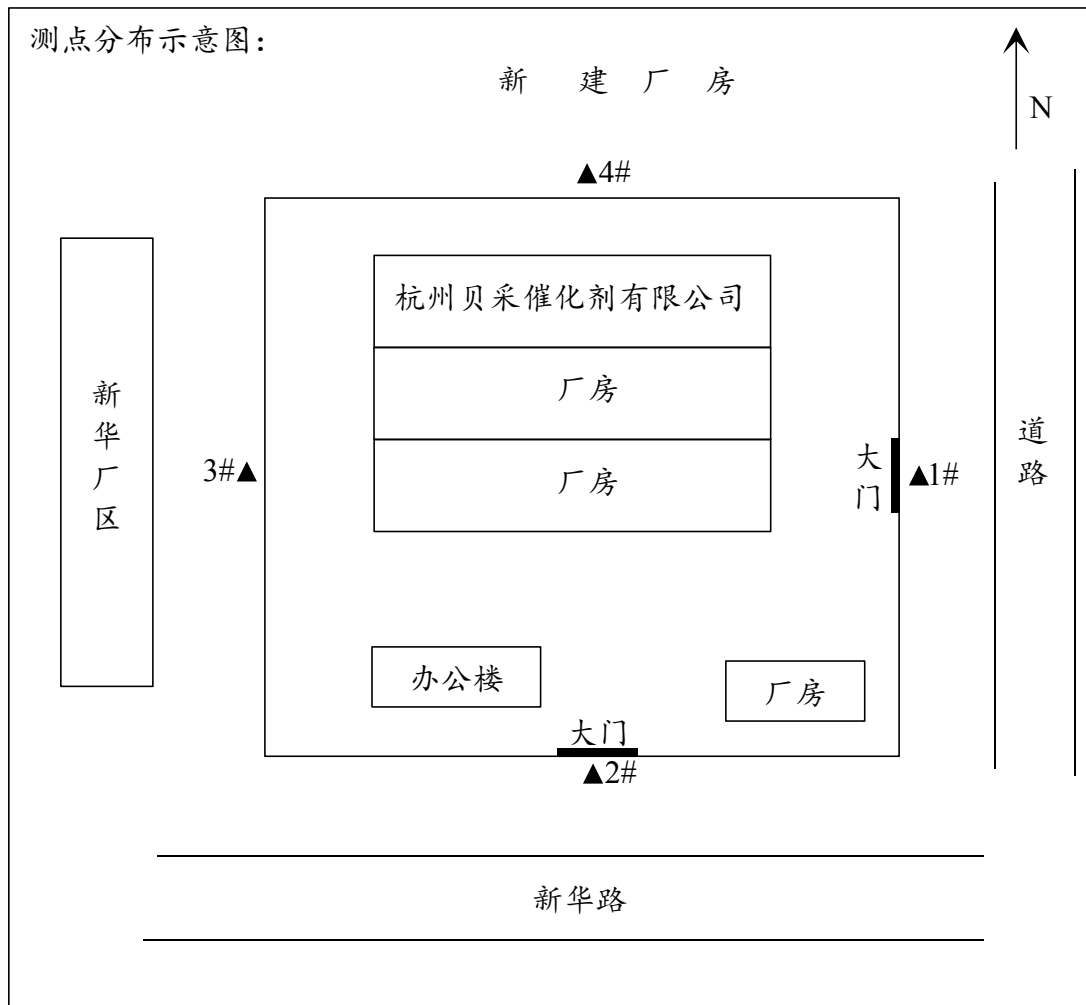 测点分布示意图：
新 建 厂 房
N
▲4#
杭州贝采催化剂有限公司
厂房
厂房
新华厂区
3#▲
大门
▲1#
道路
办公楼
厂房
大门
▲2#
新华路